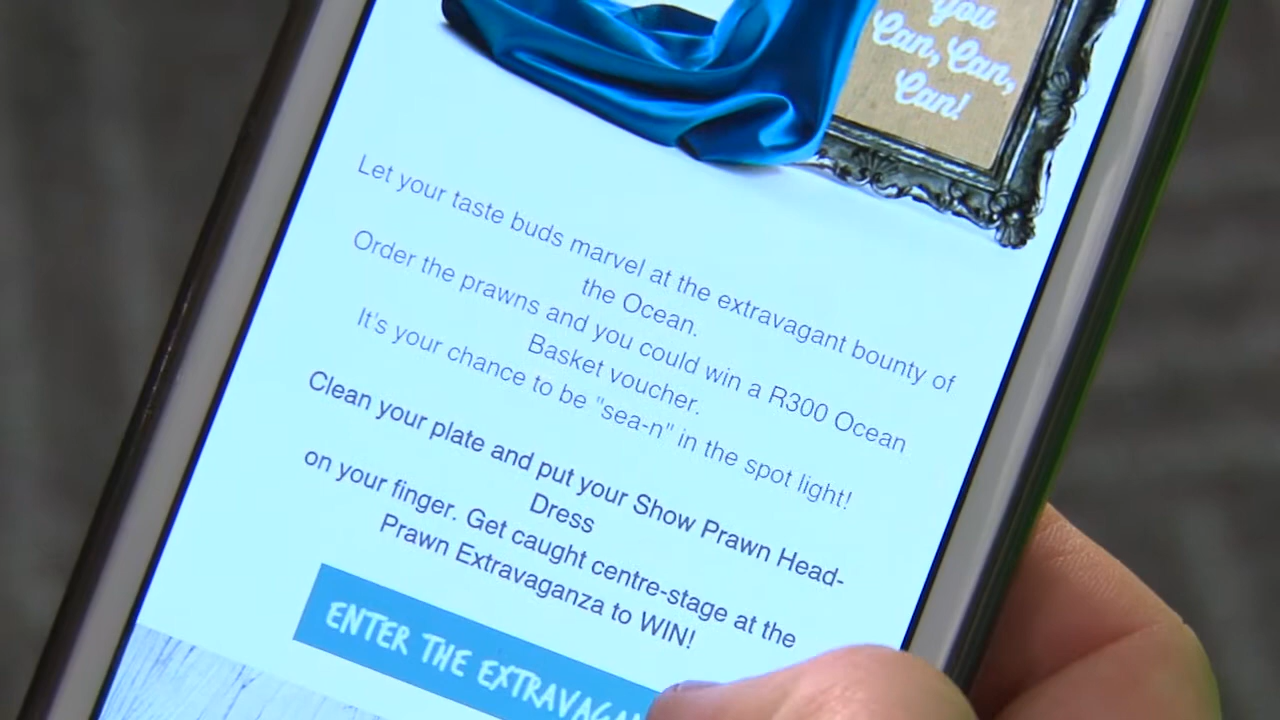 you
Can, Can,
Can!
Let your taste buds marvel at the extravagant bounty of
the Ocean.
Order the prawns and you could win a R300 Ocean
Basket voucher.
It's your chance to be "sea-n" in the spot light!
Clean your plate and put your Show Prawn Head-
Dress
on your finger. Get caught centre-stage at the
Prawn Extravaganza to WIN!
ENTER THE